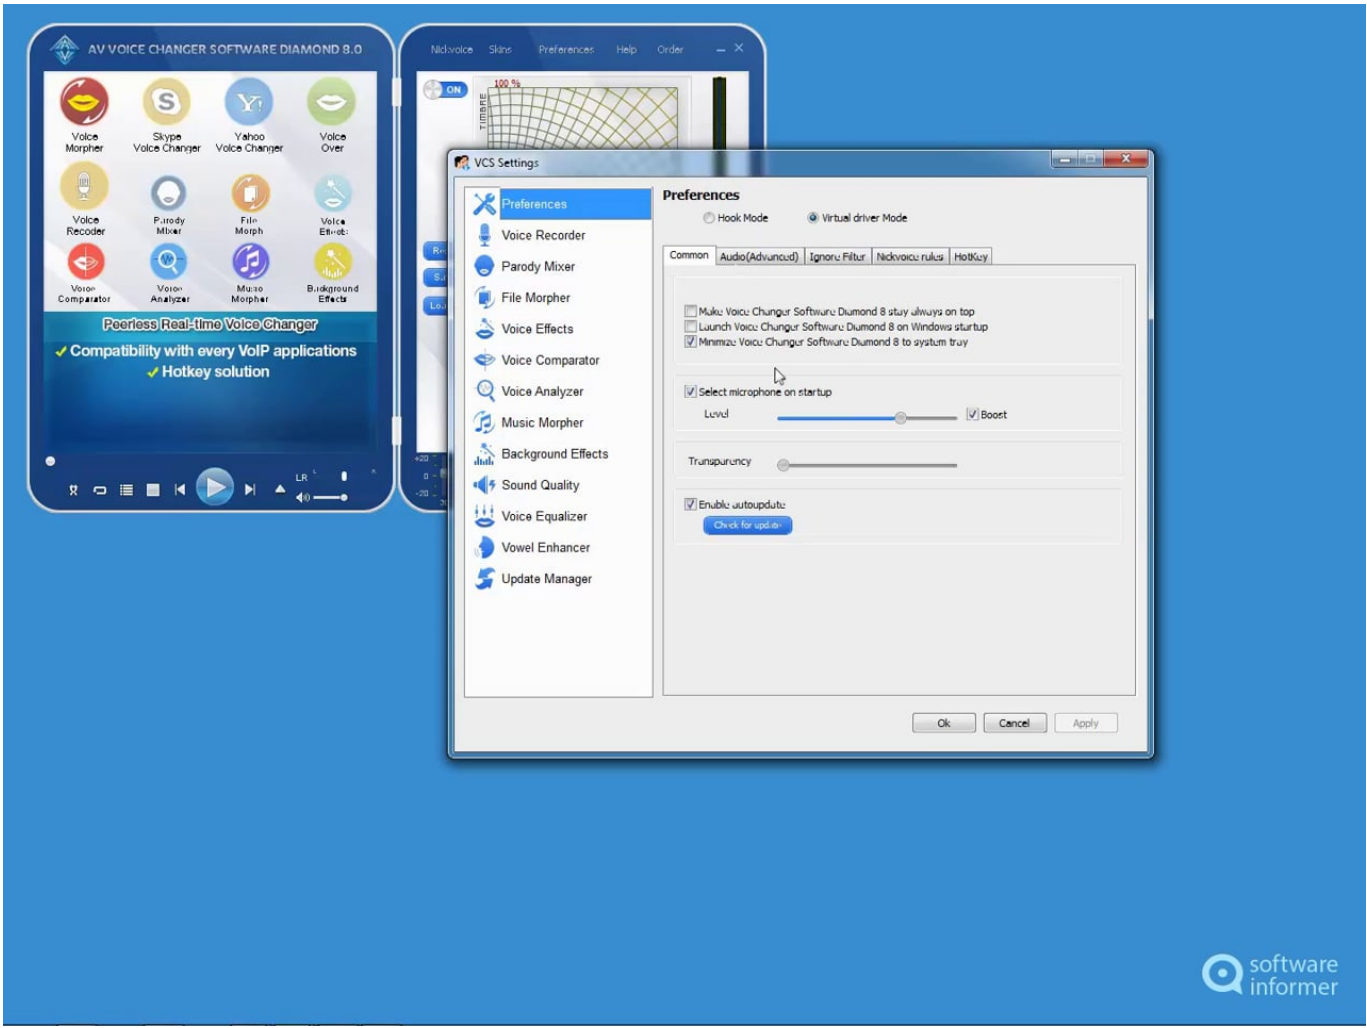 AV VOICE CHANGER SOFTWARE DIAMOND 8.0
Voice Morpher
Skype Voice Changer
Yahoo Voice Changer
Voice Over
Voice Recoder
Parody Mixer
File Morph
Voice
Voice Comparator
Voice Analyzer
Music Morpher
Background Effects
Peerless Real-time Voice Changer
Compatibility with every VoIP applications
Hotkey solution
LR
Nickvoice Skins Preferences Help Order
ON
100 %
TIMBRE
+20
0
-20
VCS Settings
Preferences
Voice Recorder
Parody Mixer
File Morpher
Voice Effects
Voice Comparator
Voice Analyzer
Music Morpher
Background Effects
Sound Quality
Voice Equalizer
Vowel Enhancer
Update Manager
Preferences
Hook Mode Virtual driver Mode
Common Audio(Advanced) Ignore Filter Nickvoice rules HotKey
Make Voice Changer Software Diamond 8 stay always on top
Launch Voice Changer Software Diamond 8 on Windows startup
Minimize Voice Changer Software Diamond 8 to system tray
Select microphone on startup
Level Boost
Transparency
Enable autoupdate
Check for update
Ok Cancel Apply
software
informer